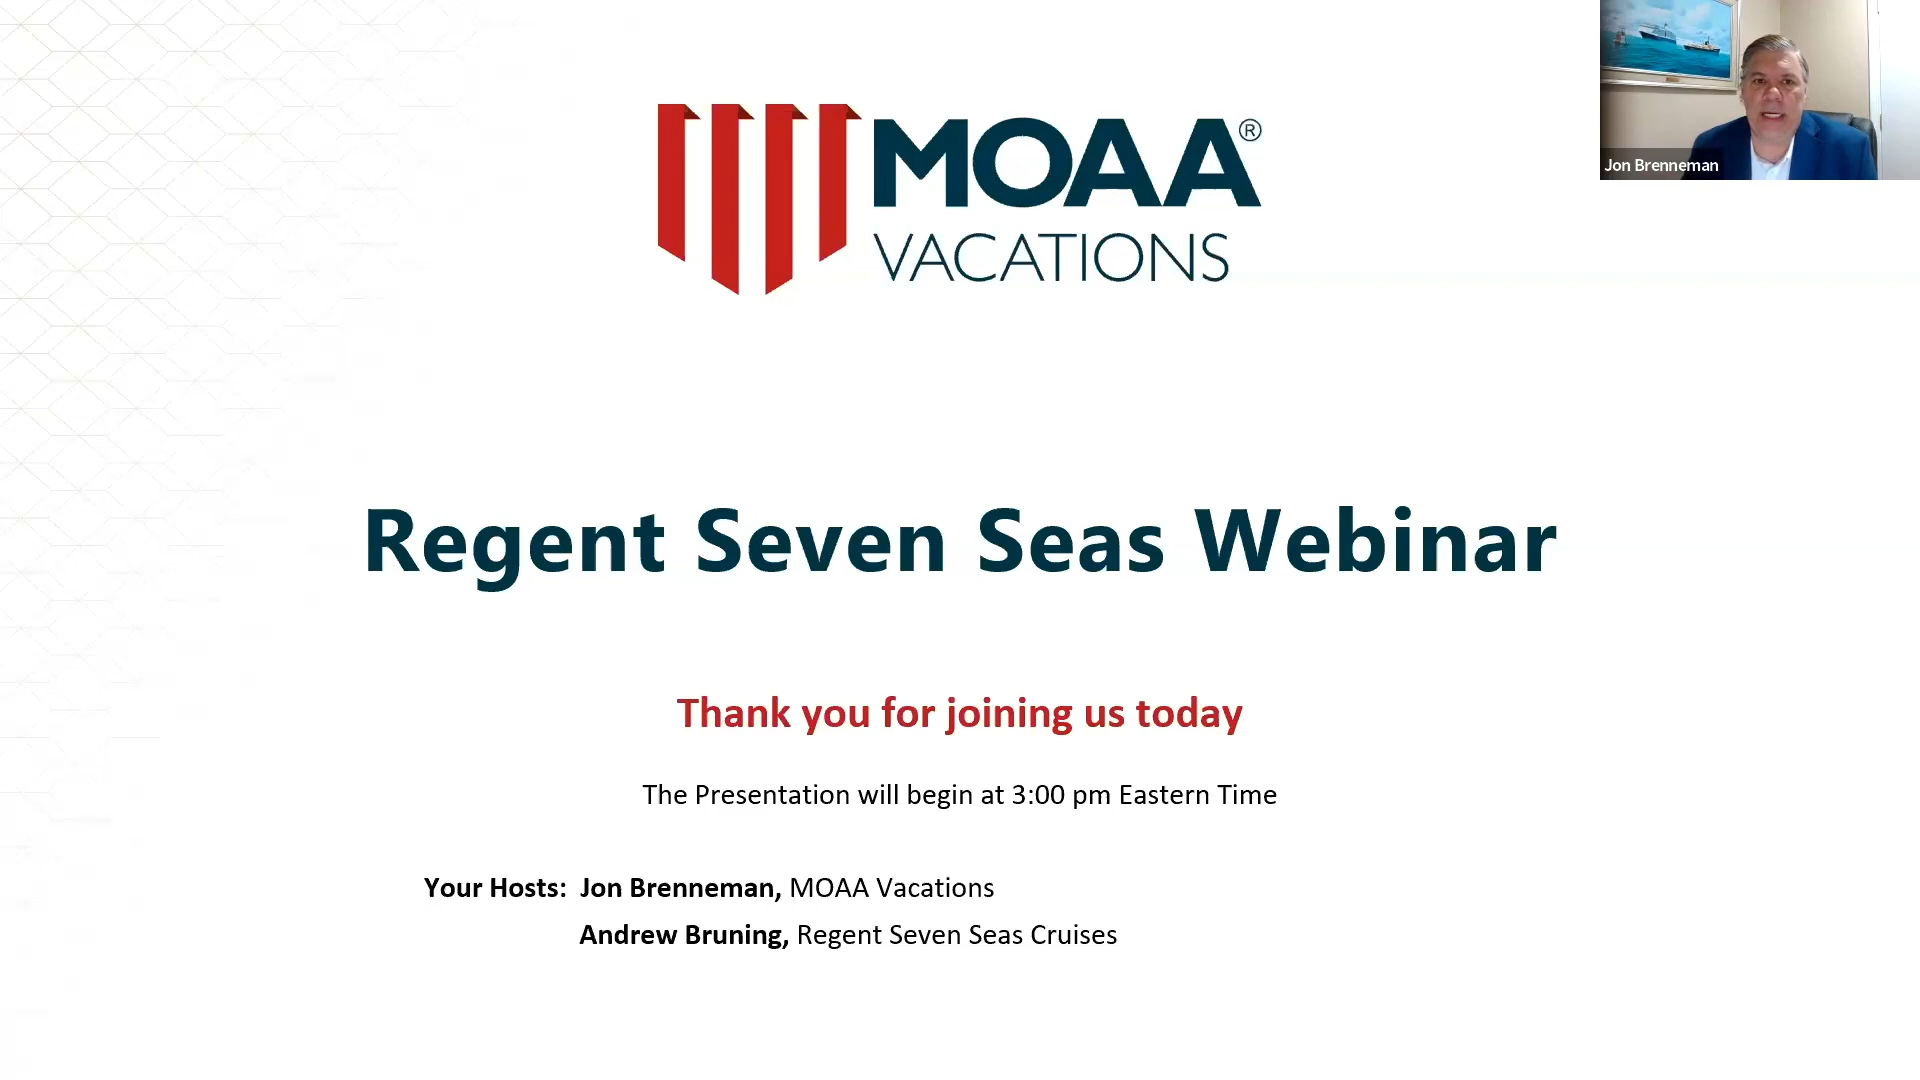 MOAA®
VACATIONS
Jon Brenneman
Regent Seven Seas Webinar
Thank you for joining us today
The Presentation will begin at 3:00 pm Eastern Time
Your Hosts: Jon Brenneman, MOAA Vacations
Andrew Bruning, Regent Seven Seas Cruises